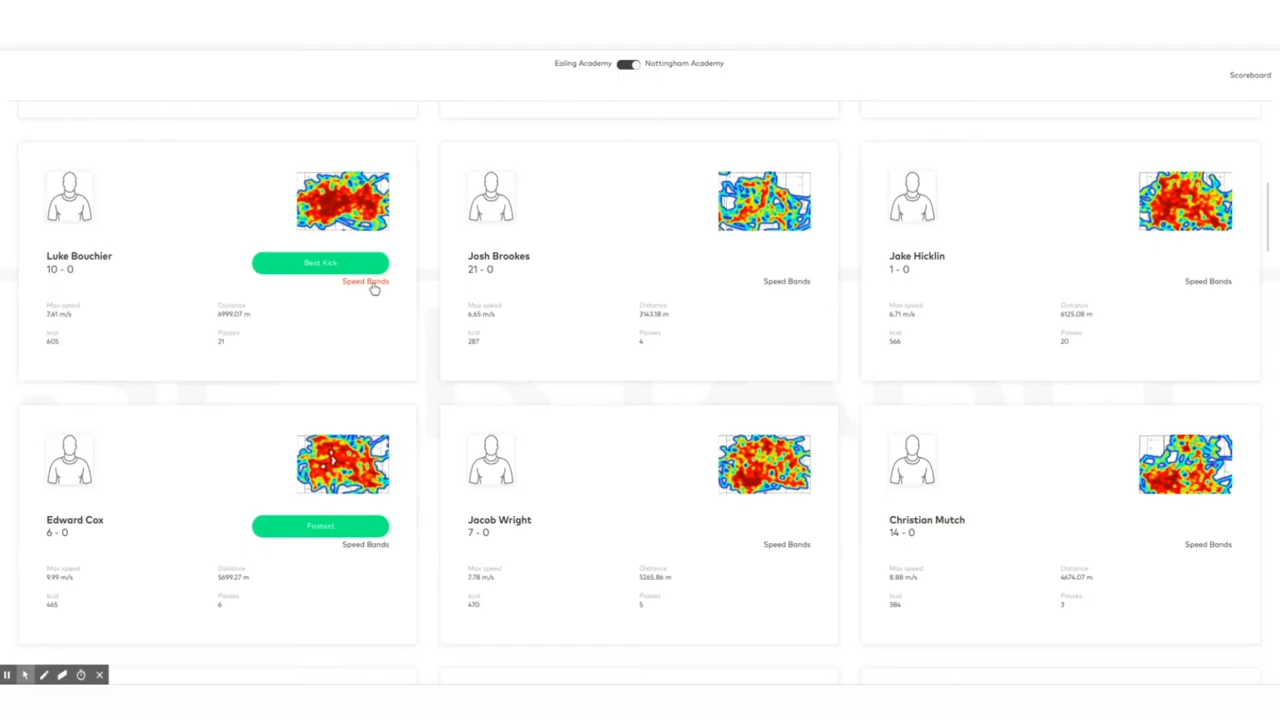 Ealing Academy Nottingham Academy
Scoreboard
Luke Bouchier
10 - 0
Best Kick
Speed Bands
Max speed
7.61 m/s
Distance
6999.07 m
kcal
605
Passes
21
Josh Brookes
21 - 0
Speed Bands
Max speed
6.65 m/s
Distance
3143.18 m
kcal
287
Passes
4
Jake Hicklin
1 - 0
Speed Bands
Max speed
6.71 m/s
Distance
6125.08 m
kcal
566
Passes
20
Edward Cox
6 - 0
Fastest
Speed Bands
Max speed
9.99 m/s
Distance
5699.27 m
kcal
465
Passes
6
Jacob Wright
7 - 0
Speed Bands
Max speed
7.78 m/s
Distance
5265.86 m
kcal
470
Passes
5
Christian Mutch
14 - 0
Speed Bands
Max speed
8.88 m/s
Distance
4674.07 m
kcal
384
Passes
3